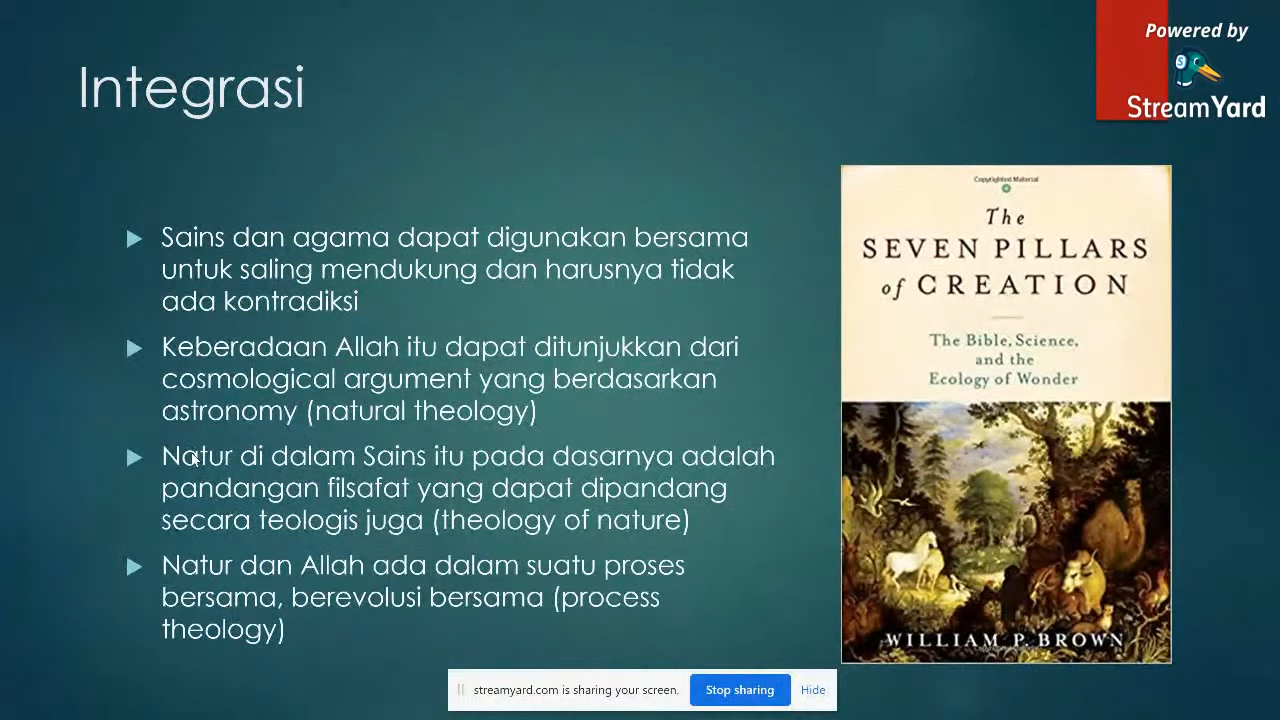 Integrasi
Powered by
StreamYard
Sains dan agama dapat digunakan bersama
untuk saling mendukung dan harusnya tidak
ada kontradiksi
Keberadaan Allah itu dapat ditunjukkan dari
cosmological argument yang berdasarkan
astronomy (natural theology)
Natur di dalam Sains itu pada dasarnya adalah
pandangan filsafat yang dapat dipandang
secara teologis juga (theology of nature)
Natur dan Allah ada dalam suatu proses
bersama, berevolusi bersama (process
theology)
Copyrighted Material
The
SEVEN PILLARS
of CREATION
The Bible, Science,
and the
Ecology of Wonder
WILLIAM P. BROWN
Copyrighted Material
streamyard.com is sharing your screen.
Stop sharing
Hide